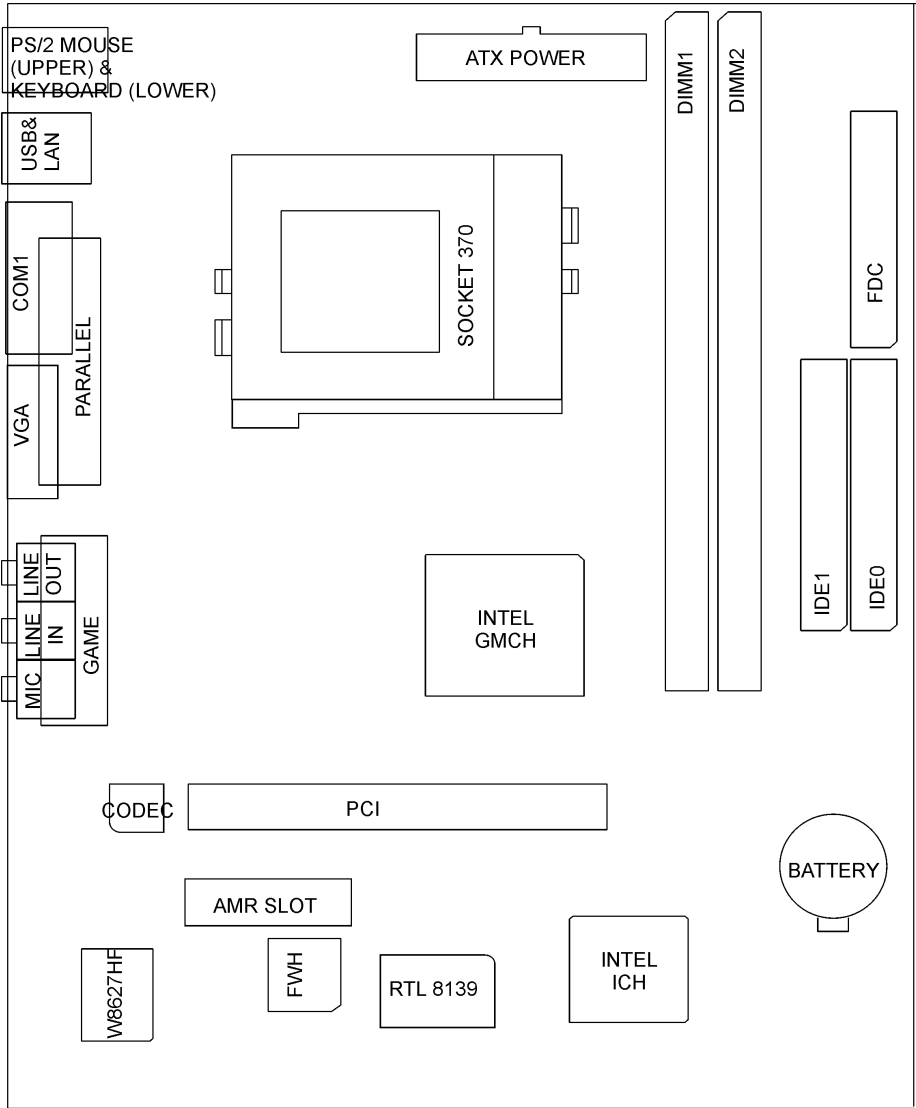 PS/2 MOUSE
(UPPER) &
KEYBOARD (LOWER)
ATX POWER
DIMM1
DIMM2
USB&
LAN
COM1
PARALLEL
VGA
SOCKET 370
FDC
IDE1
IDE0
LINE
OUT
LINE
IN
MIC
GAME
INTEL
GMCH
CODEC
PCI
BATTERY
AMR SLOT
W8627HF
FWH
RTL 8139
INTEL
ICH